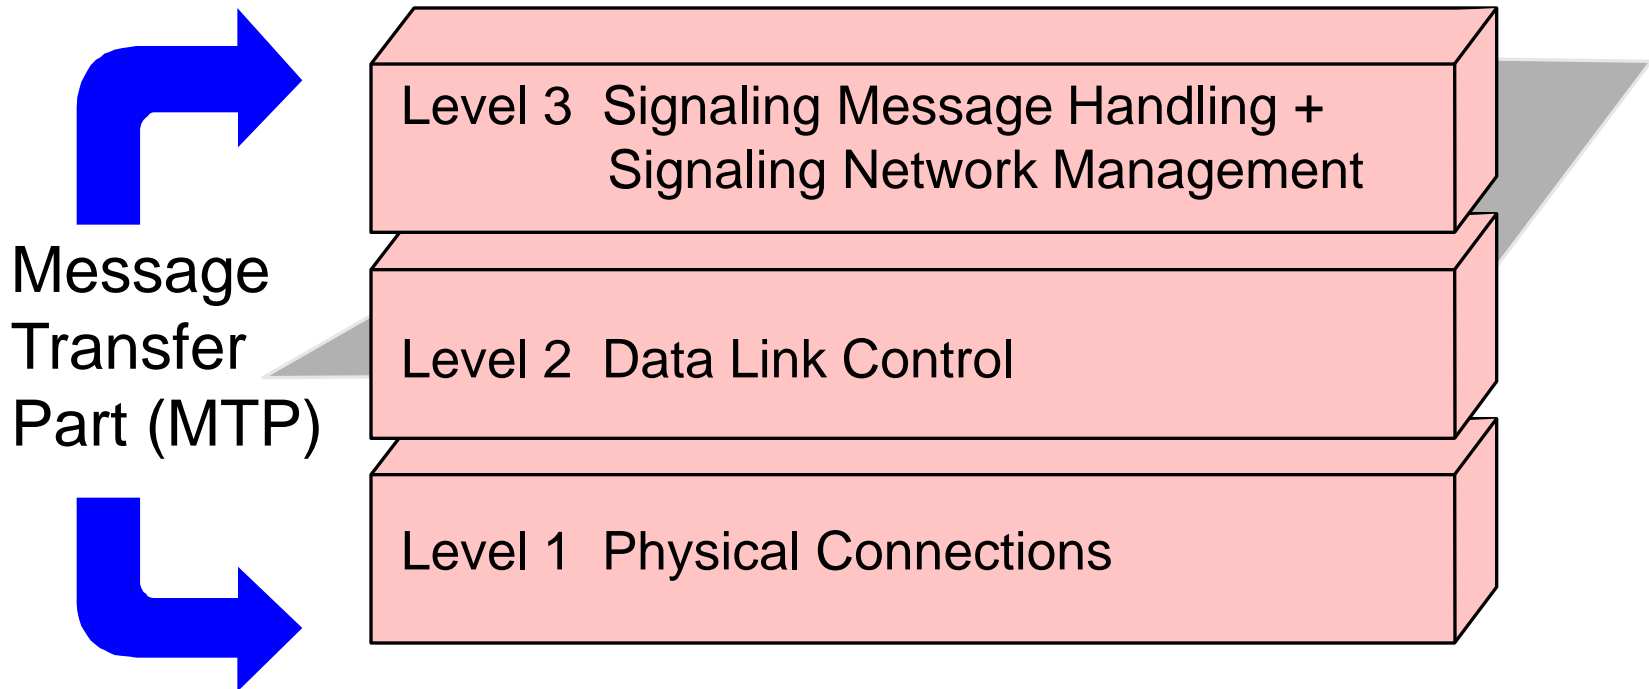 Message
Transfer
Part (MTP)
Level 3 Signaling Message Handling +
Signaling Network Management
Level 2 Data Link Control
Level 1 Physical Connections